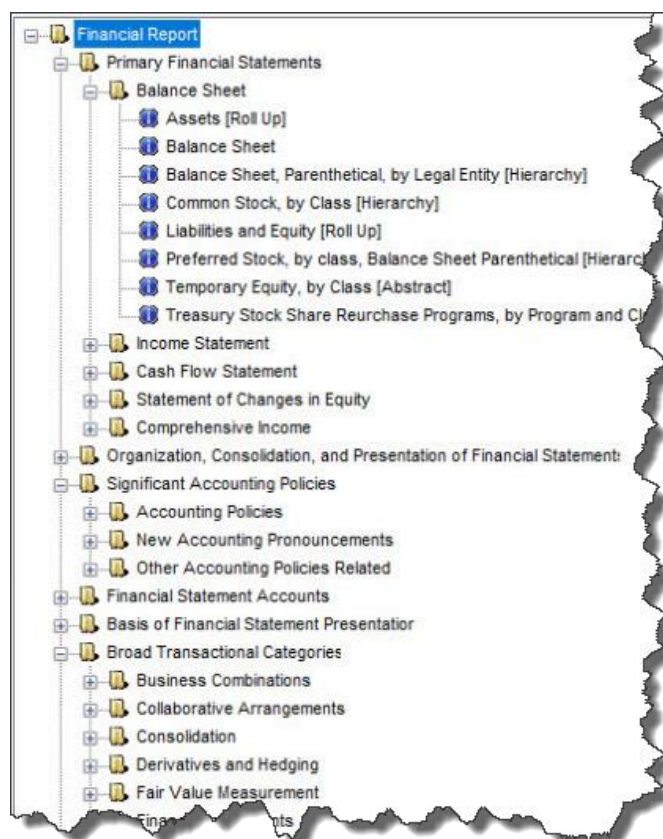 Financial Report
Primary Financial Statements
Balance Sheet
Assets [Roll Up]
Balance Sheet
Balance Sheet, Parenthetical, by Legal Entity [Hierarchy]
Common Stock, by Class [Hierarchy]
Liabilities and Equity [Roll Up]
Preferred Stock, by class, Balance Sheet Parenthetical [Hierarc
Temporary Equity, by Class [Abstract]
Treasury Stock Share Reurchase Programs, by Program and Cl
Income Statement
Cash Flow Statement
Statement of Changes in Equity
Comprehensive Income
Organization, Consolidation, and Presentation of Financial Statement
Significant Accounting Policies
Accounting Policies
New Accounting Pronouncements
Other Accounting Policies Related
Financial Statement Accounts
Basis of Financial Statement Presentation
Broad Transactional Categories
Business Combinations
Collaborative Arrangements
Consolidation
Derivatives and Hedging
Fair Value Measurement